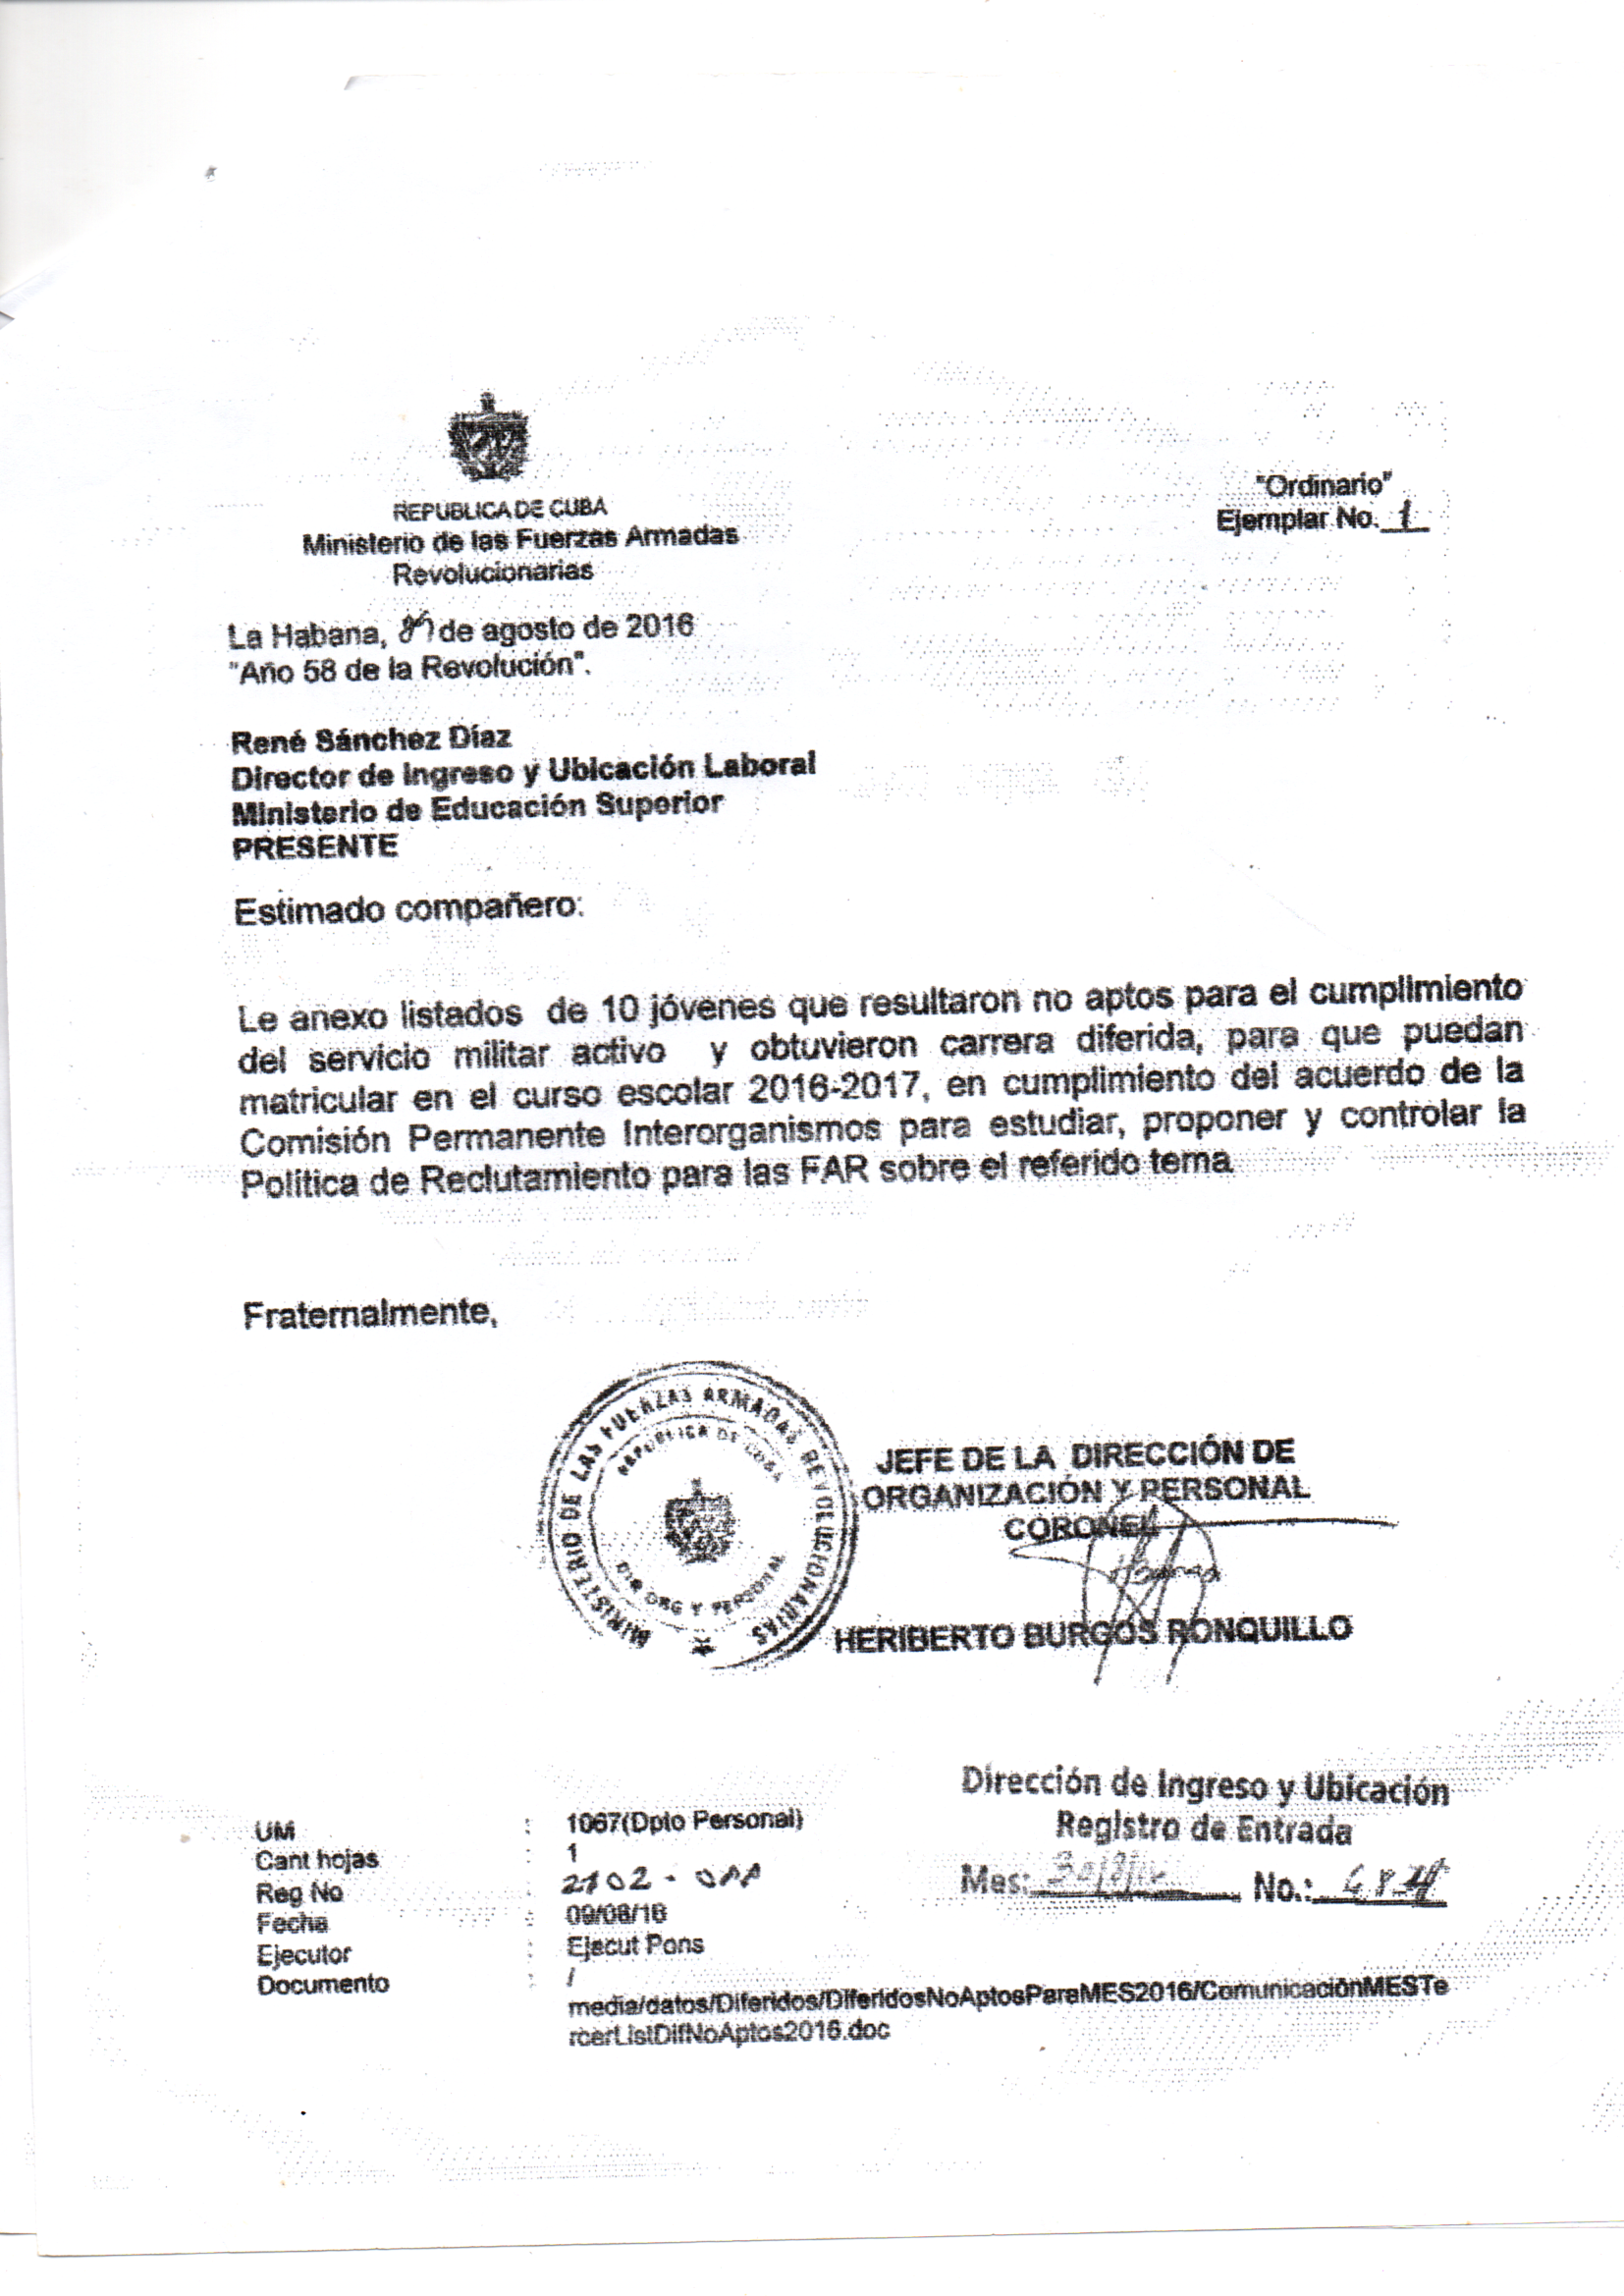 REPUBLICA DE CUBA
Ministerio de las Fuerzas Armadas
Revolucionarias
"Ordinario"
Ejemplar No. 1
La Habana, de agosto de 2016
"Año 58 de la Revolución".
René Sánchez Díaz
Director de Ingreso y Ubicación Laboral
Ministerio de Educación Superior
PRESENTE
Estimado compañero:
Le anexo listados de 10 jóvenes que resultaron no aptos para el cumplimiento
del servicio militar activo y obtuvieron carrera diferida, para que puedan
matricular en el curso escolar 2016-2017, en cumplimiento del acuerdo de la
Comisión Permanente Interorganismos para estudiar, proponer y controlar la
Política de Reclutamiento para las FAR sobre el referido tema
Fraternalmente,
MINISTERIO DE LAS FUERZAS ARMADAS REVOLUCIONARIAS
REPUBLICA DE CUBA
DIR ORG Y PERSONAL
JEFE DE LA DIRECCIÓN DE
ORGANIZACIÓN Y PERSONAL
CORONEL
HERIBERTO BURGOS RONQUILLO
UM : 1067(Dpto Personal)
Cant hojas : 1
Reg No : 2102 -
Fecha : 09/08/16
Ejecutor : Ejecut Pons
Documento : /
media/datos/Diferidos/DiferidosNoAptosParaMES2016/ComunicaciónMESTe
rcerListDifNoAptos2016.doc
Dirección de Ingreso y Ubicación
Registro de Entrada
Mes: No.: